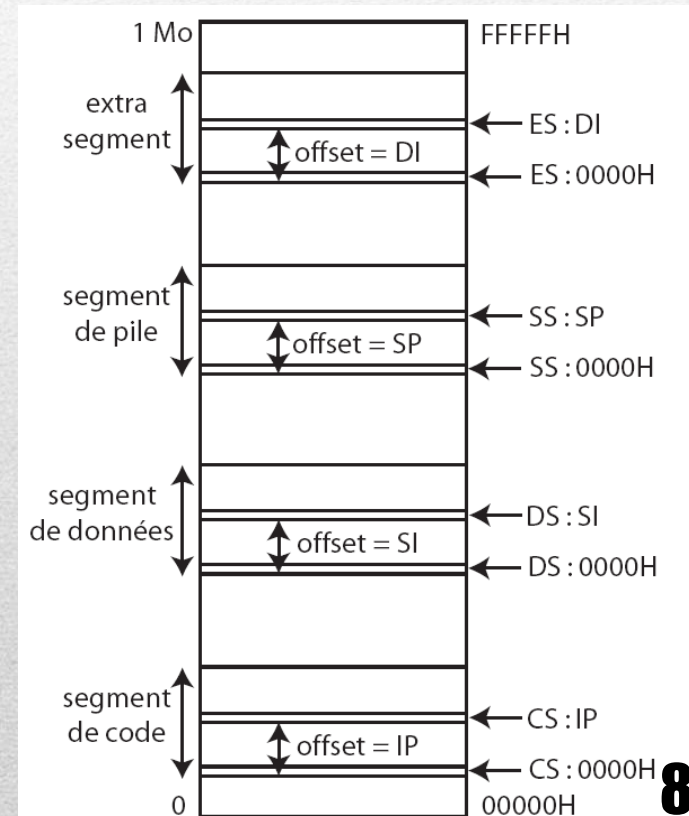 1 Mo
FFFFFH
extra
segment
offset = DI
ES : DI
ES : 0000H
segment
de pile
offset = SP
SS : SP
SS : 0000H
segment
de données
offset = SI
DS : SI
DS : 0000H
segment
de code
offset = IP
CS : IP
CS : 0000H
0
00000H
8